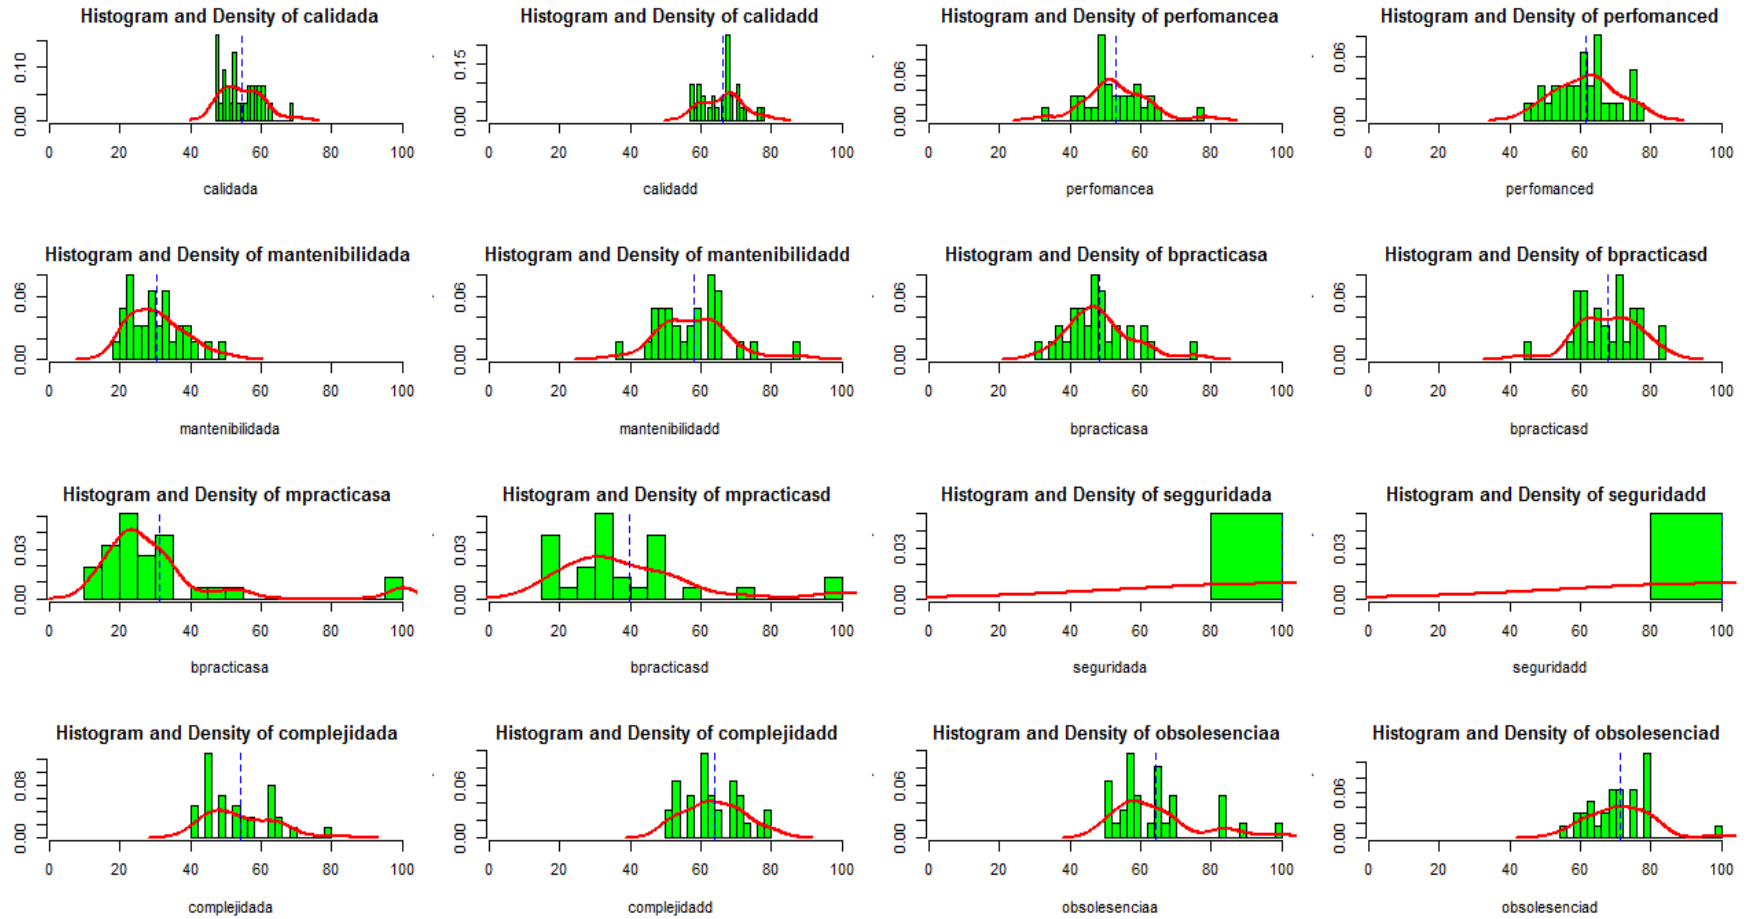 Histogram and Density of calidada
0.00 0.10
0 20 40 60 80 100
calidada
Histogram and Density of calidadd
0.00 0.15
0 20 40 60 80 100
calidadd
Histogram and Density of perfomancea
0.00 0.06
0 20 40 60 80 100
perfomancea
Histogram and Density of perfomanced
0.00 0.06
0 20 40 60 80 100
perfomanced
Histogram and Density of mantenibilidada
0.00 0.06
0 20 40 60 80 100
mantenibilidada
Histogram and Density of mantenibilidadd
0.00 0.06
0 20 40 60 80 100
mantenibilidadd
Histogram and Density of bpracticasa
0.00 0.06
0 20 40 60 80 100
bpracticasa
Histogram and Density of bpracticasd
0.00 0.06
0 20 40 60 80 100
bpracticasd
Histogram and Density of mpracticasa
0.00 0.03
0 20 40 60 80 100
bpracticasa
Histogram and Density of mpracticasd
0.00 0.03
0 20 40 60 80 100
bpracticasd
Histogram and Density of segguridada
0.00 0.03
0 20 40 60 80 100
seguridada
Histogram and Density of seguridadd
0.00 0.03
0 20 40 60 80 100
seguridadd
Histogram and Density of complejidada
0.00 0.08
0 20 40 60 80 100
complejidada
Histogram and Density of complejidadd
0.00 0.06
0 20 40 60 80 100
complejidadd
Histogram and Density of obsolesenciaa
0.00 0.06
0 20 40 60 80 100
obsolesenciaa
Histogram and Density of obsolesenciad
0.00 0.06
0 20 40 60 80 100
obsolesenciad